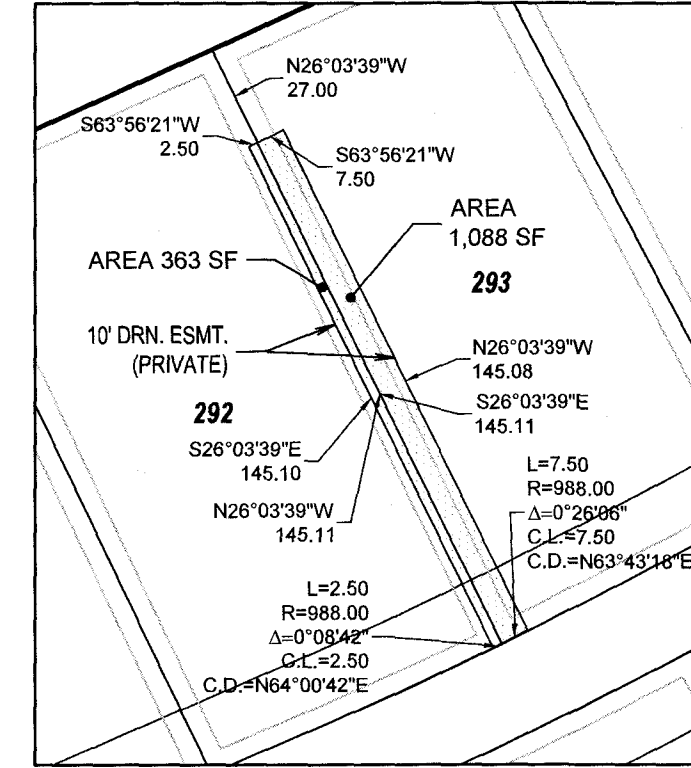 N26°03'39"W
27.00
S63°56'21"W
2.50
S63°56'21"W
7.50
AREA
1,088 SF
AREA 363 SF
293
10' DRN. ESMT.
(PRIVATE)
N26°03'39"W
145.08
292
S26°03'39"E
145.11
S26°03'39"E
145.10
N26°03'39"W
145.11
L=7.50
R=988.00
Δ=0°26'06"
C.L.=7.50
C.D.=N63°43'18"E
L=2.50
R=988.00
Δ=0°08'42"
C.L.=2.50
C.D.=N64°00'42"E